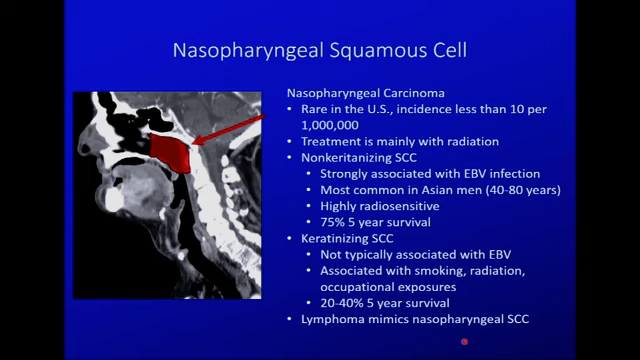 Nasopharyngeal Squamous Cell
Nasopharyngeal Carcinoma
• Rare in the U.S., incidence less than 10 per
1,000,000
• Treatment is mainly with radiation
• Nonkeritanizing SCC
• Strongly associated with EBV infection
• Most common in Asian men (40-80 years)
• Highly radiosensitive
• 75% 5 year survival
• Keratinizing SCC
• Not typically associated with EBV
• Associated with smoking, radiation,
occupational exposures
• 20-40% 5 year survival
• Lymphoma mimics nasopharyngeal SCC